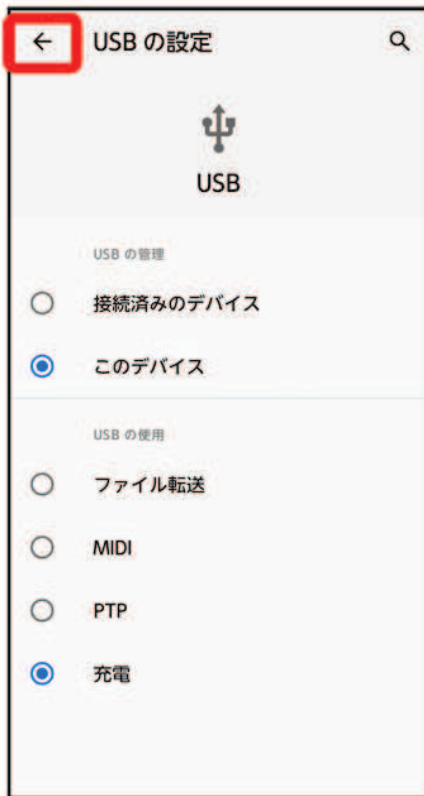 USB の設定
USB
USB の管理
接続済みのデバイス
このデバイス
USB の使用
ファイル転送
MIDI
PTP
充電